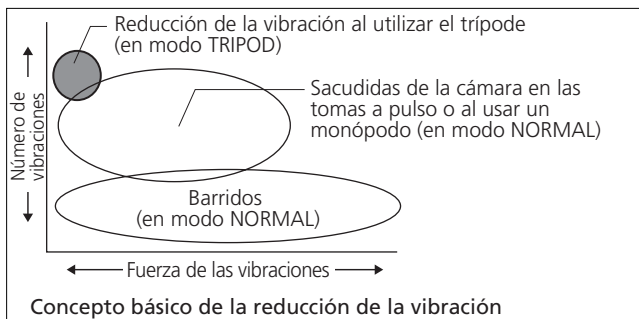 Reducción de la vibración al utilizar el trípode
(en modo TRIPOD)
Sacudidas de la cámara en las
tomas a pulso o al usar un
monópodo (en modo NORMAL)
Número de
vibraciones
Barridos
(en modo NORMAL)
Fuerza de las vibraciones
Concepto básico de la reducción de la vibración